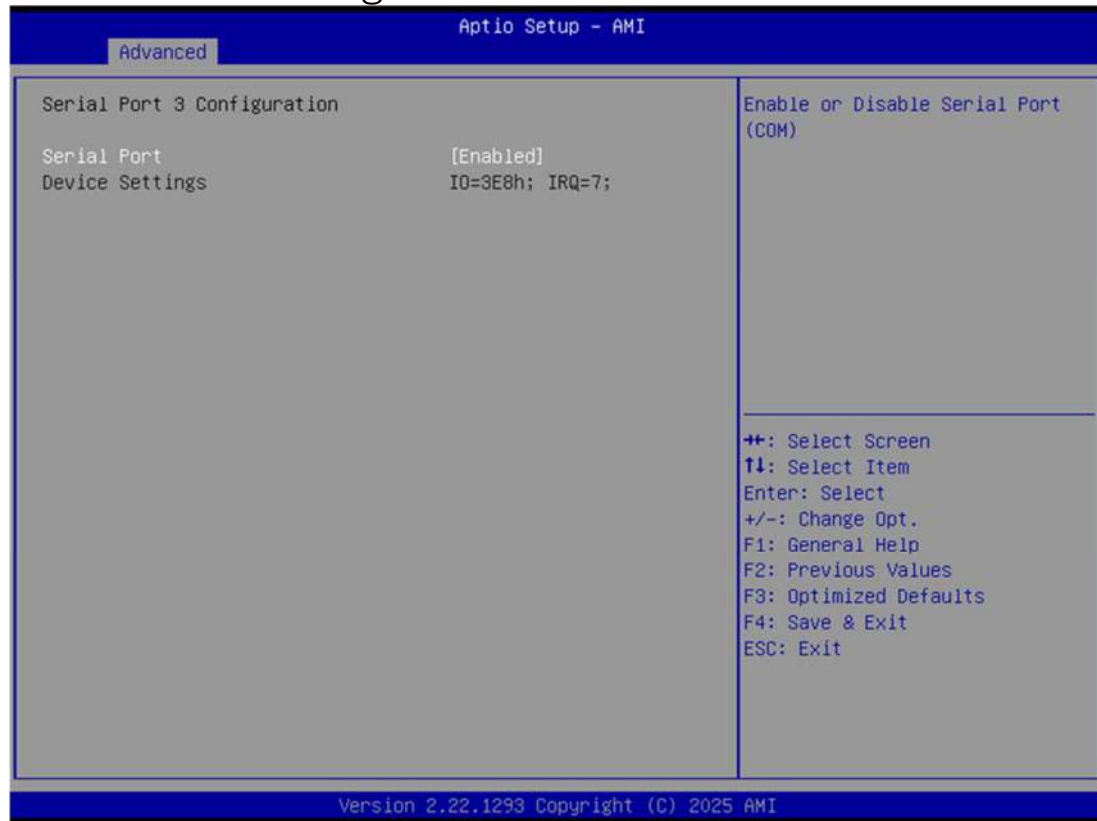 Aptio Setup – AMI
Advanced
Serial Port 3 Configuration
Serial Port [Enabled]
Device Settings IO=3E8h; IRQ=7;
Enable or Disable Serial Port
(COM)
→←: Select Screen
↑↓: Select Item
Enter: Select
+/-: Change Opt.
F1: General Help
F2: Previous Values
F3: Optimized Defaults
F4: Save & Exit
ESC: Exit
Version 2.22.1293 Copyright (C) 2025 AMI